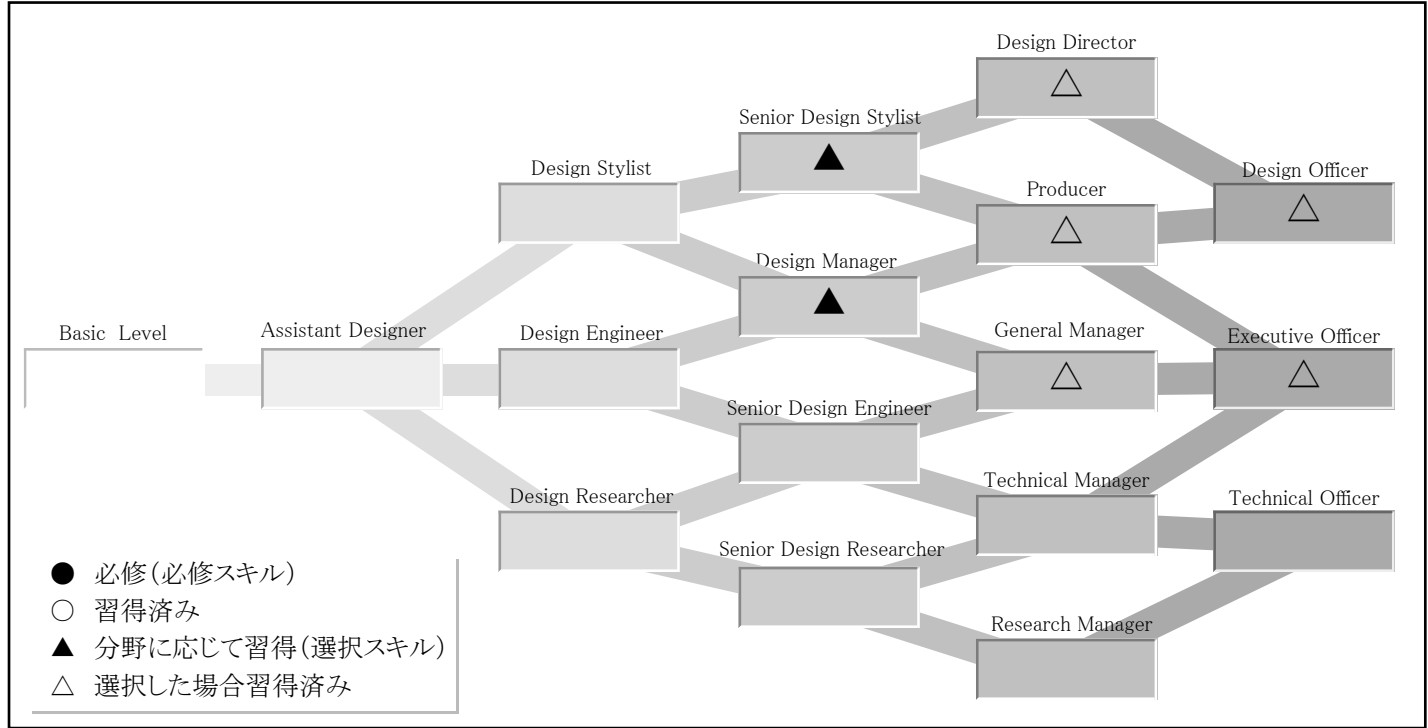 Design Director
△
Senior Design Stylist
▲
Design Stylist
Producer
△
Design Officer
△
Design Manager
▲
Basic Level
Assistant Designer
Design Engineer
General Manager
△
Executive Officer
△
Senior Design Engineer
Design Researcher
Technical Manager
Technical Officer
Senior Design Researcher
Research Manager
● 必修(必修スキル)
○ 習得済み
▲ 分野に応じて習得(選択スキル)
△ 選択した場合習得済み